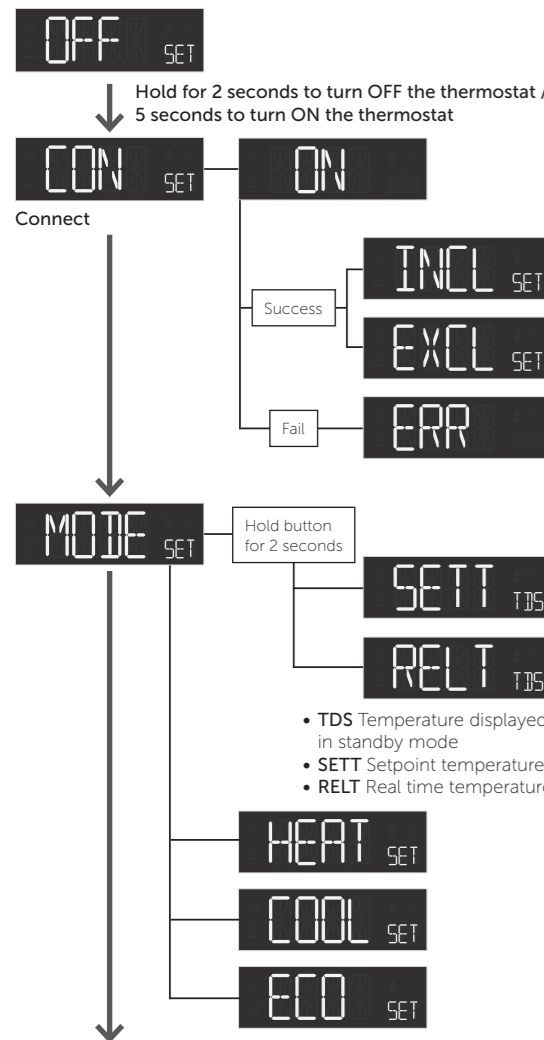 OFF SET
Hold for 2 seconds to turn OFF the thermostat /
5 seconds to turn ON the thermostat
CON SET
ON
Connect
INCL SET
Success
EXCL SET
Fail
ERR
MODE SET
Hold button
for 2 seconds
SETT TDS
RELT TDS
• TDS Temperature displayed
in standby mode
• SETT Setpoint temperature
• RELT Real time temperature
HEAT SET
COOL SET
ECO SET